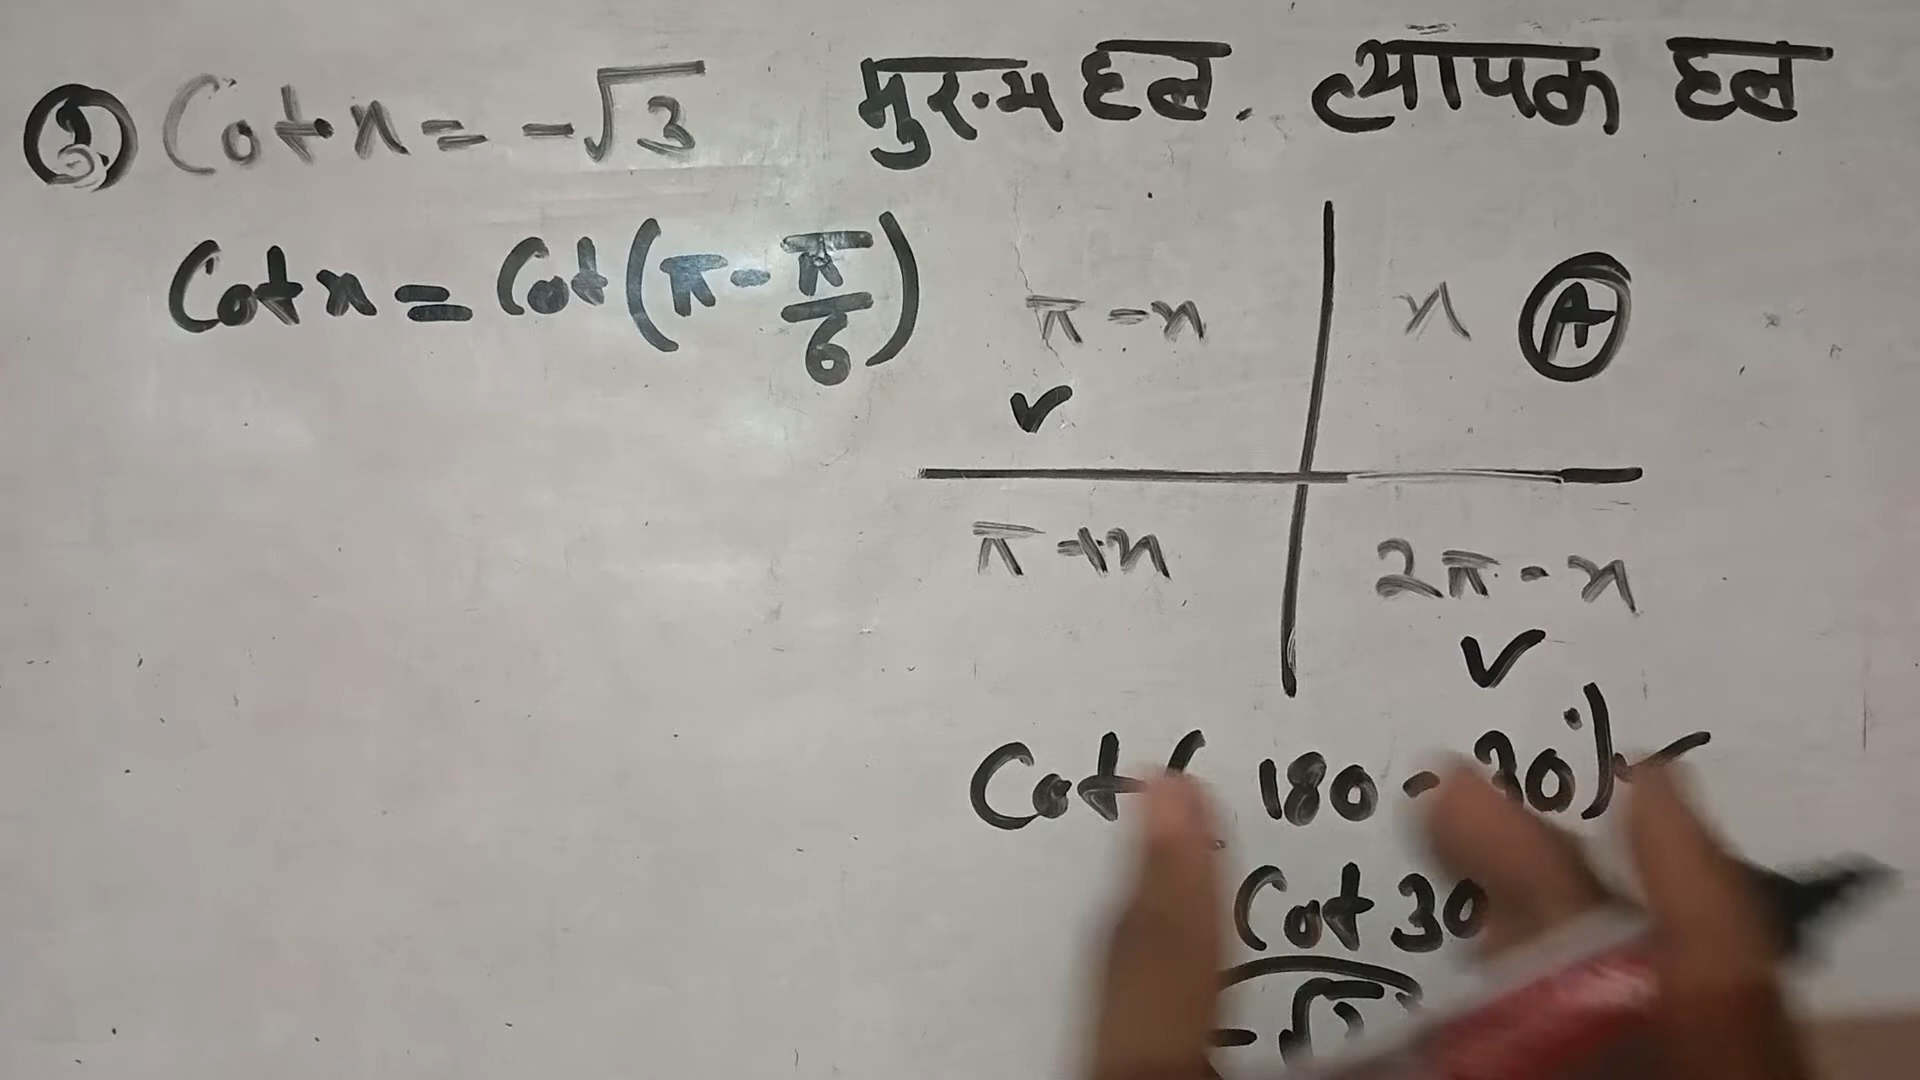 ③ Cot x = -√3 मुख्य हल. व्यापक हल
Cot x = Cot(π - π/6)
π - x
x Ⓐ
✓
π + x
2π - x
✓
Cot( 180 - 30°)
Cot 30